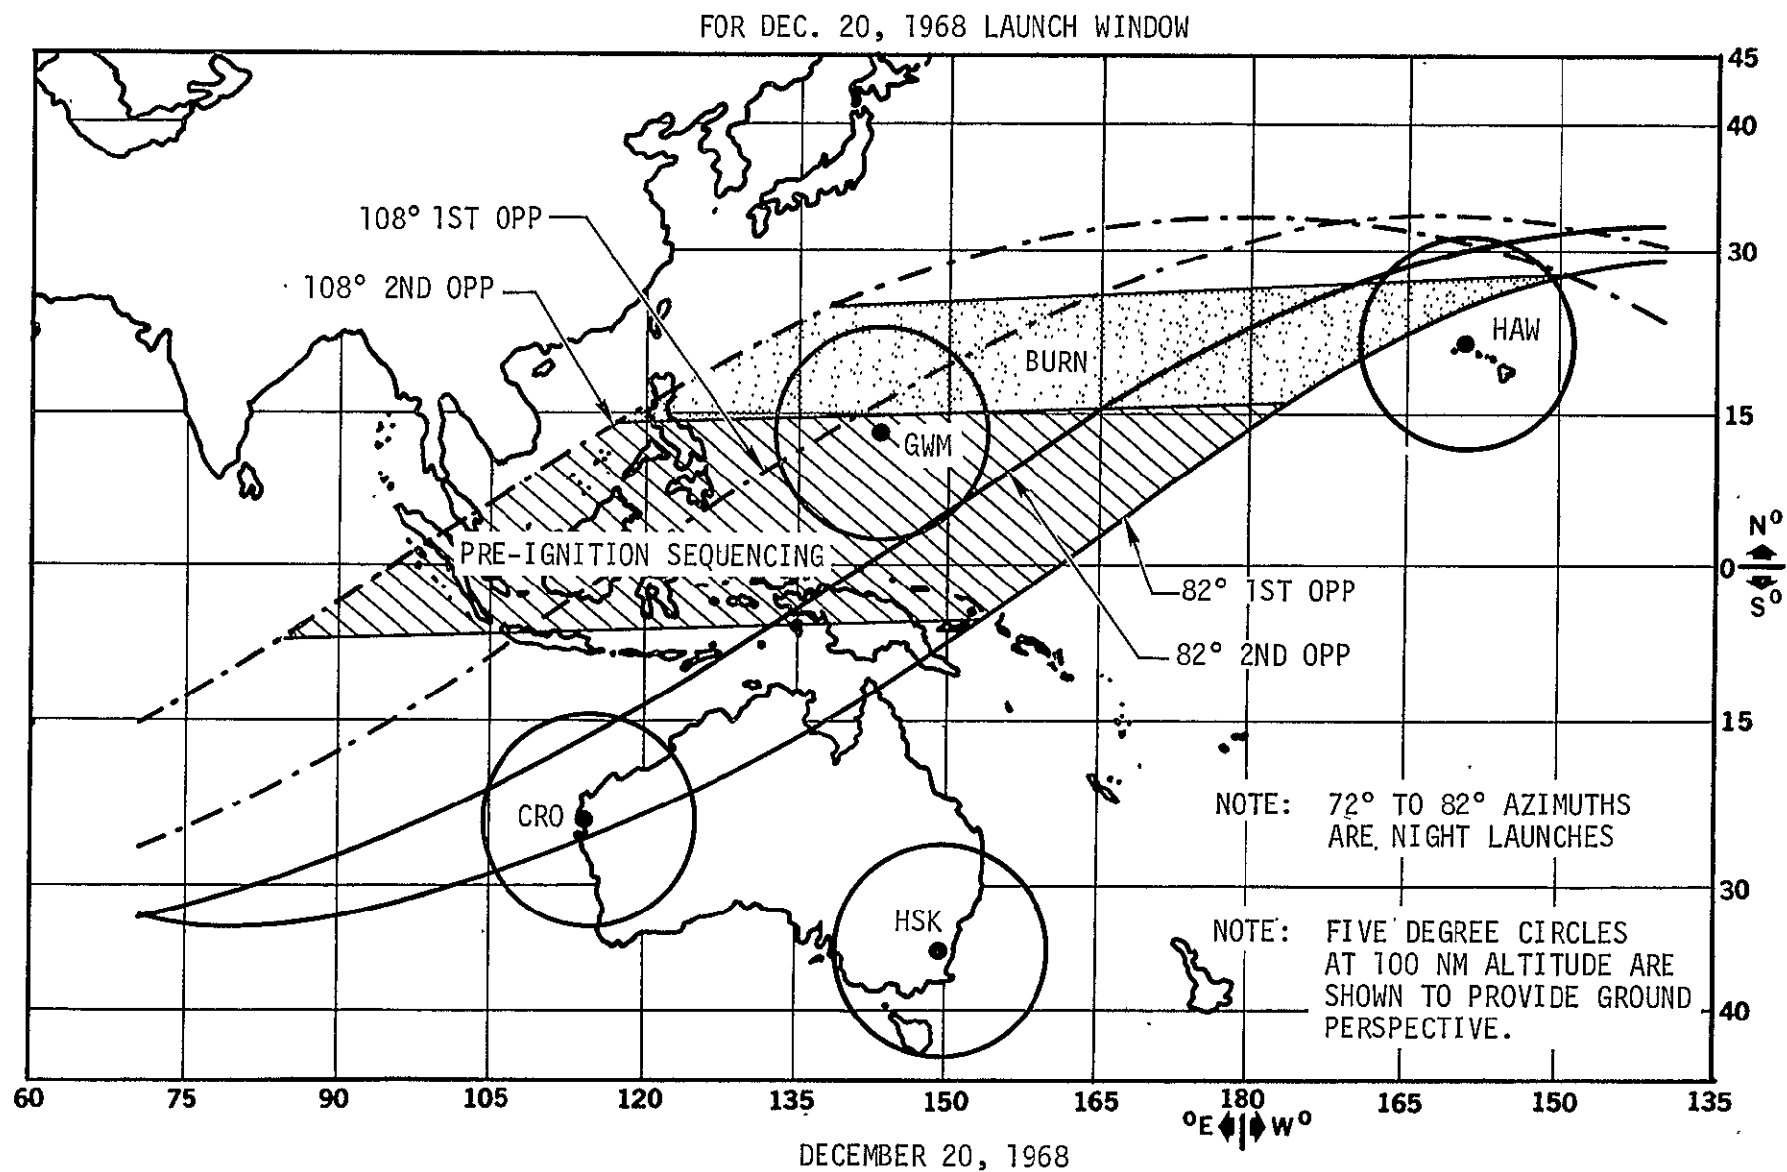 FOR DEC. 20, 1968 LAUNCH WINDOW
45
40
108° 1ST OPP
108° 2ND OPP
30
HAW
BURN
15
GWM
N°
PRE-IGNITION SEQUENCING
0
82° 1ST OPP
S°
82° 2ND OPP
15
NOTE: 72° TO 82° AZIMUTHS
ARE NIGHT LAUNCHES
CRO
30
HSK
NOTE: FIVE DEGREE CIRCLES
AT 100 NM ALTITUDE ARE
SHOWN TO PROVIDE GROUND
PERSPECTIVE.
40
60 75 90 105 120 135 150 165 180 165 150 135
°E W°
DECEMBER 20, 1968